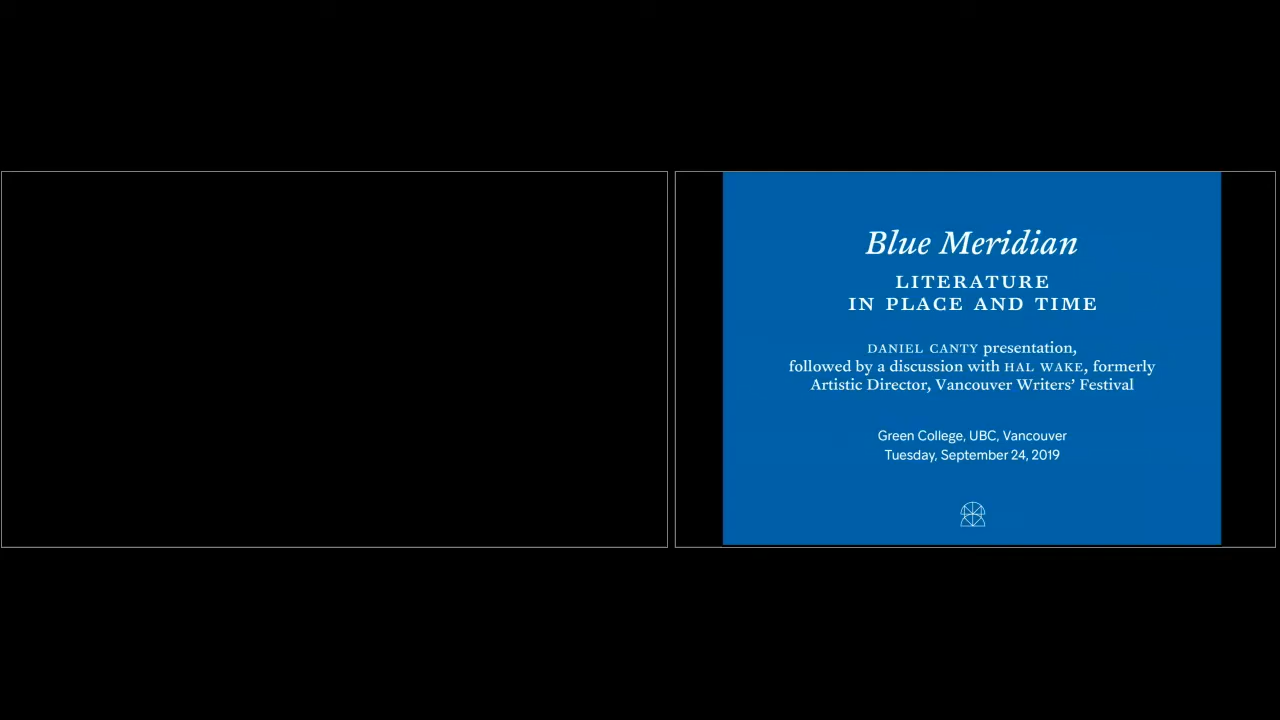 Blue Meridian
LITERATURE
IN PLACE AND TIME
DANIEL CANTY presentation,
followed by a discussion with HAL WAKE, formerly
Artistic Director, Vancouver Writers’ Festival
Green College, UBC, Vancouver
Tuesday, September 24, 2019